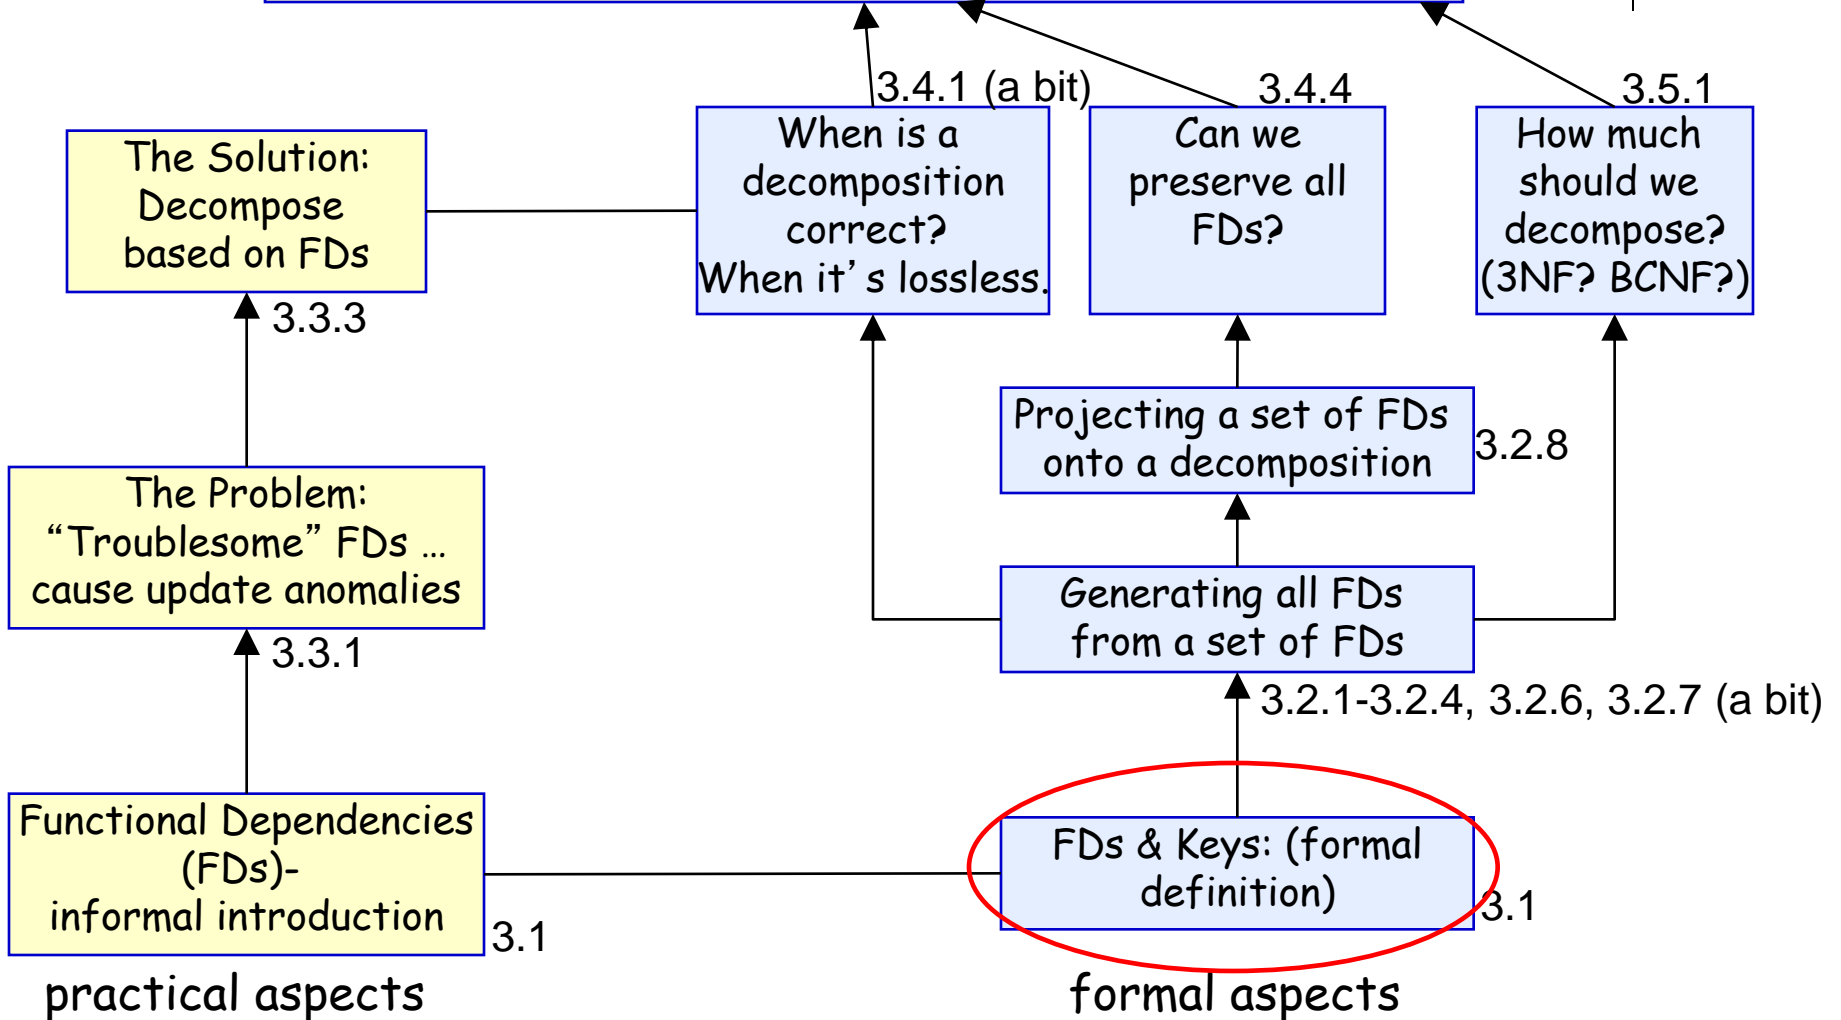 3.4.1 (a bit)
3.4.4
3.5.1
The Solution:
Decompose
based on FDs
When is a
decomposition
correct?
When it’s lossless.
Can we
preserve all
FDs?
How much
should we
decompose?
(3NF? BCNF?)
3.3.3
Projecting a set of FDs
onto a decomposition
3.2.8
The Problem:
“Troublesome” FDs …
cause update anomalies
Generating all FDs
from a set of FDs
3.3.1
3.2.1-3.2.4, 3.2.6, 3.2.7 (a bit)
Functional Dependencies
(FDs)-
informal introduction
3.1
FDs & Keys: (formal
definition)
3.1
practical aspects
formal aspects